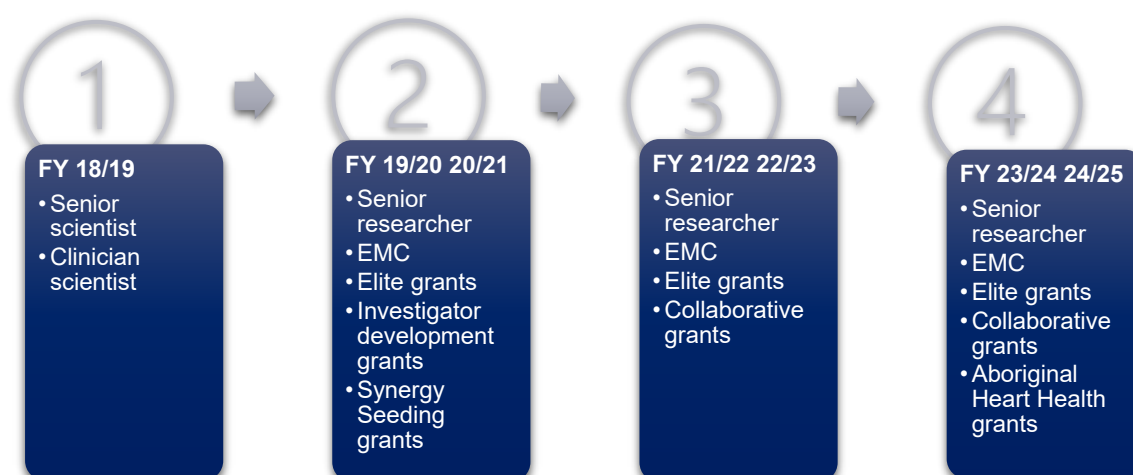 1
FY 18/19
• Senior
scientist
• Clinician
scientist
2
FY 19/20 20/21
• Senior
researcher
• EMC
• Elite grants
• Investigator
development
grants
• Synergy
Seeding
grants
3
FY 21/22 22/23
• Senior
researcher
• EMC
• Elite grants
• Collaborative
grants
4
FY 23/24 24/25
• Senior
researcher
• EMC
• Elite grants
• Collaborative
grants
• Aboriginal
Heart Health
grants